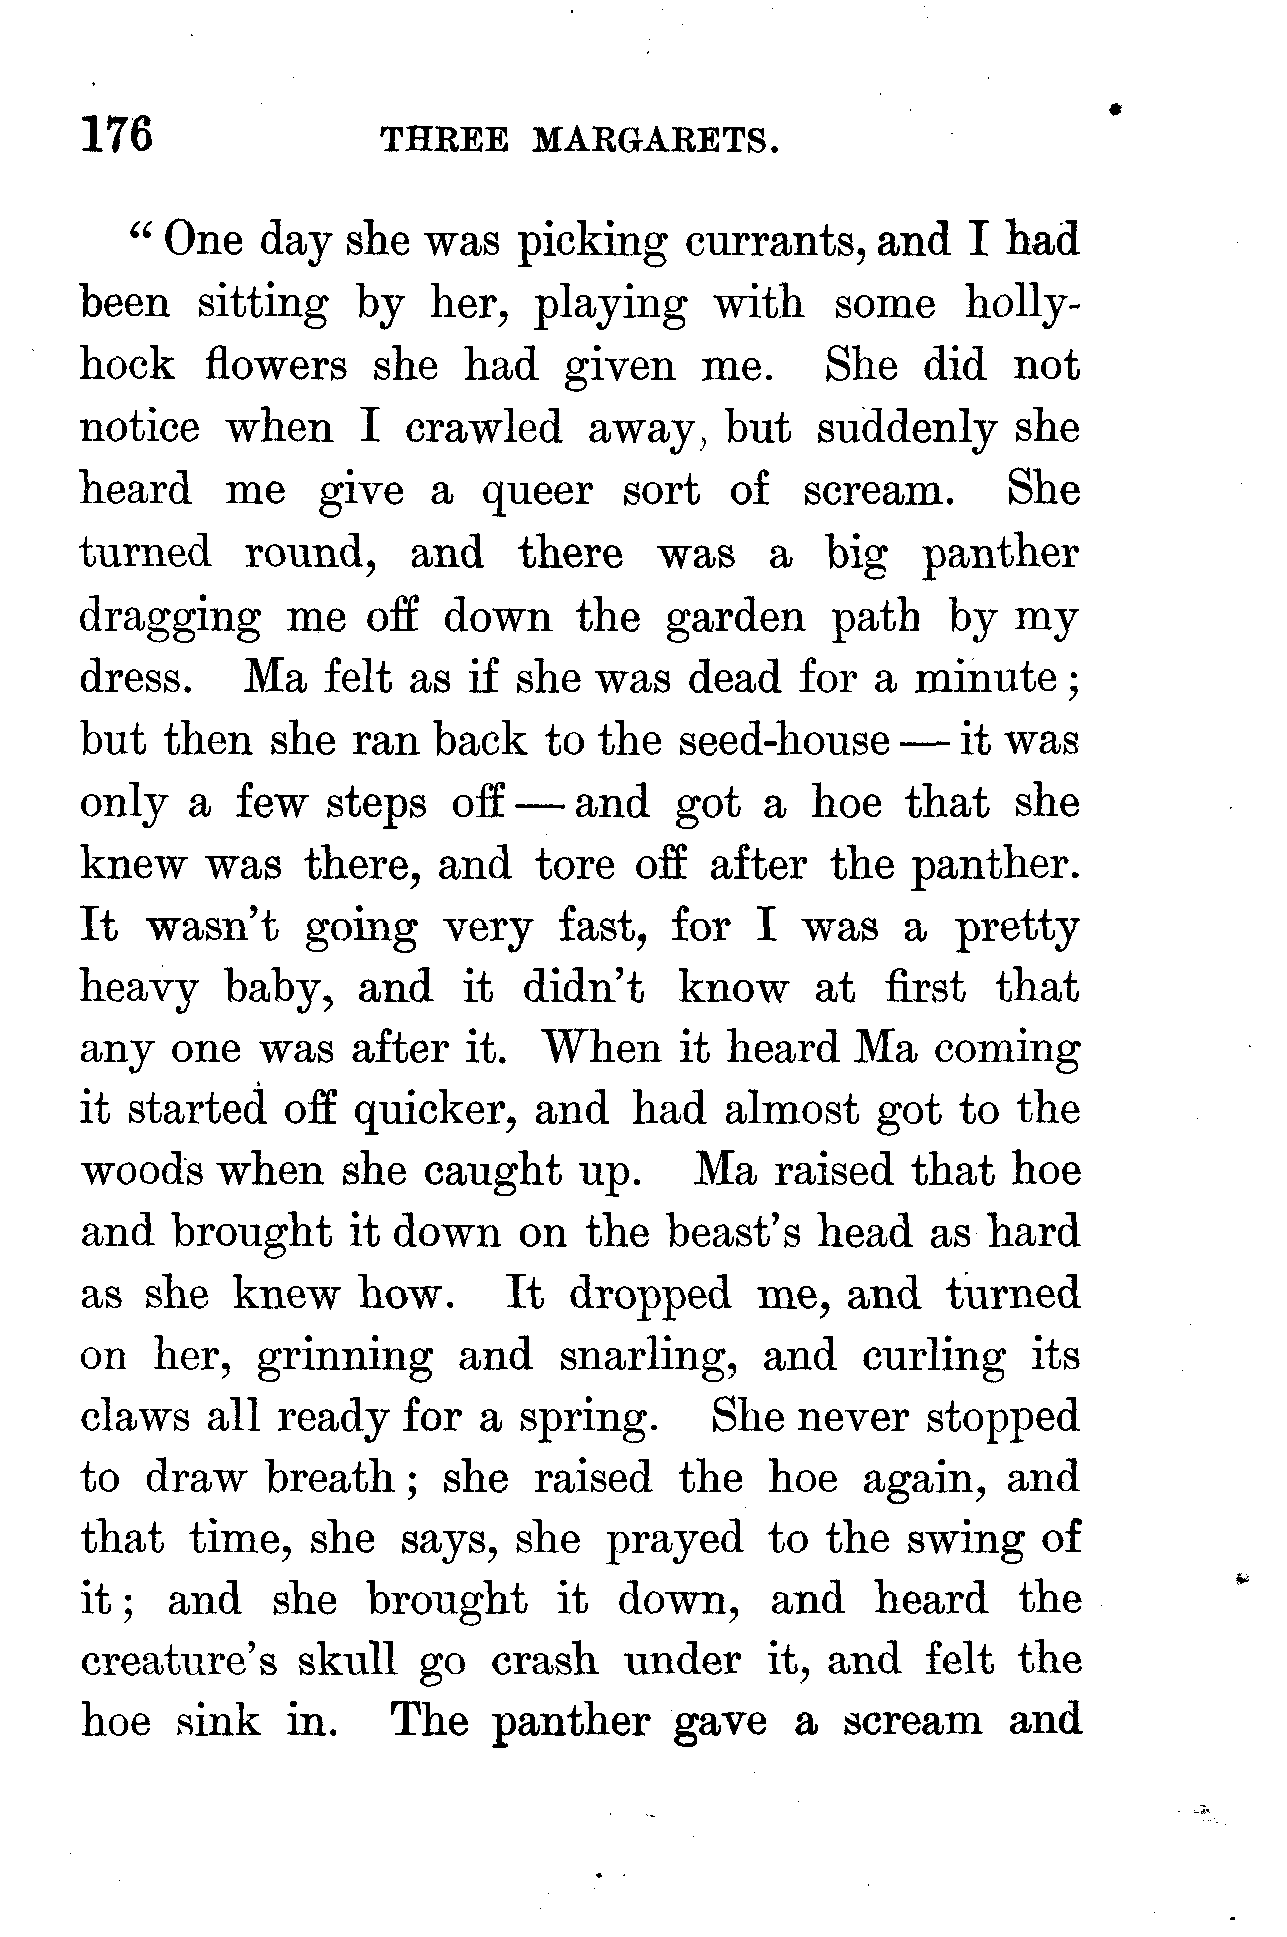 176 THREE MARGARETS.
“ One day she was picking currants, and I had
been sitting by her, playing with some holly-
hock flowers she had given me. She did not
notice when I crawled away, but suddenly she
heard me give a queer sort of scream. She
turned round, and there was a big panther
dragging me off down the garden path by my
dress. Ma felt as if she was dead for a minute ;
but then she ran back to the seed-house — it was
only a few steps off — and got a hoe that she
knew was there, and tore off after the panther.
It wasn’t going very fast, for I was a pretty
heavy baby, and it didn’t know at first that
any one was after it. When it heard Ma coming
it started off quicker, and had almost got to the
woods when she caught up. Ma raised that hoe
and brought it down on the beast’s head as hard
as she knew how. It dropped me, and turned
on her, grinning and snarling, and curling its
claws all ready for a spring. She never stopped
to draw breath ; she raised the hoe again, and
that time, she says, she prayed to the swing of
it ; and she brought it down, and heard the
creature’s skull go crash under it, and felt the
hoe sink in. The panther gave a scream and